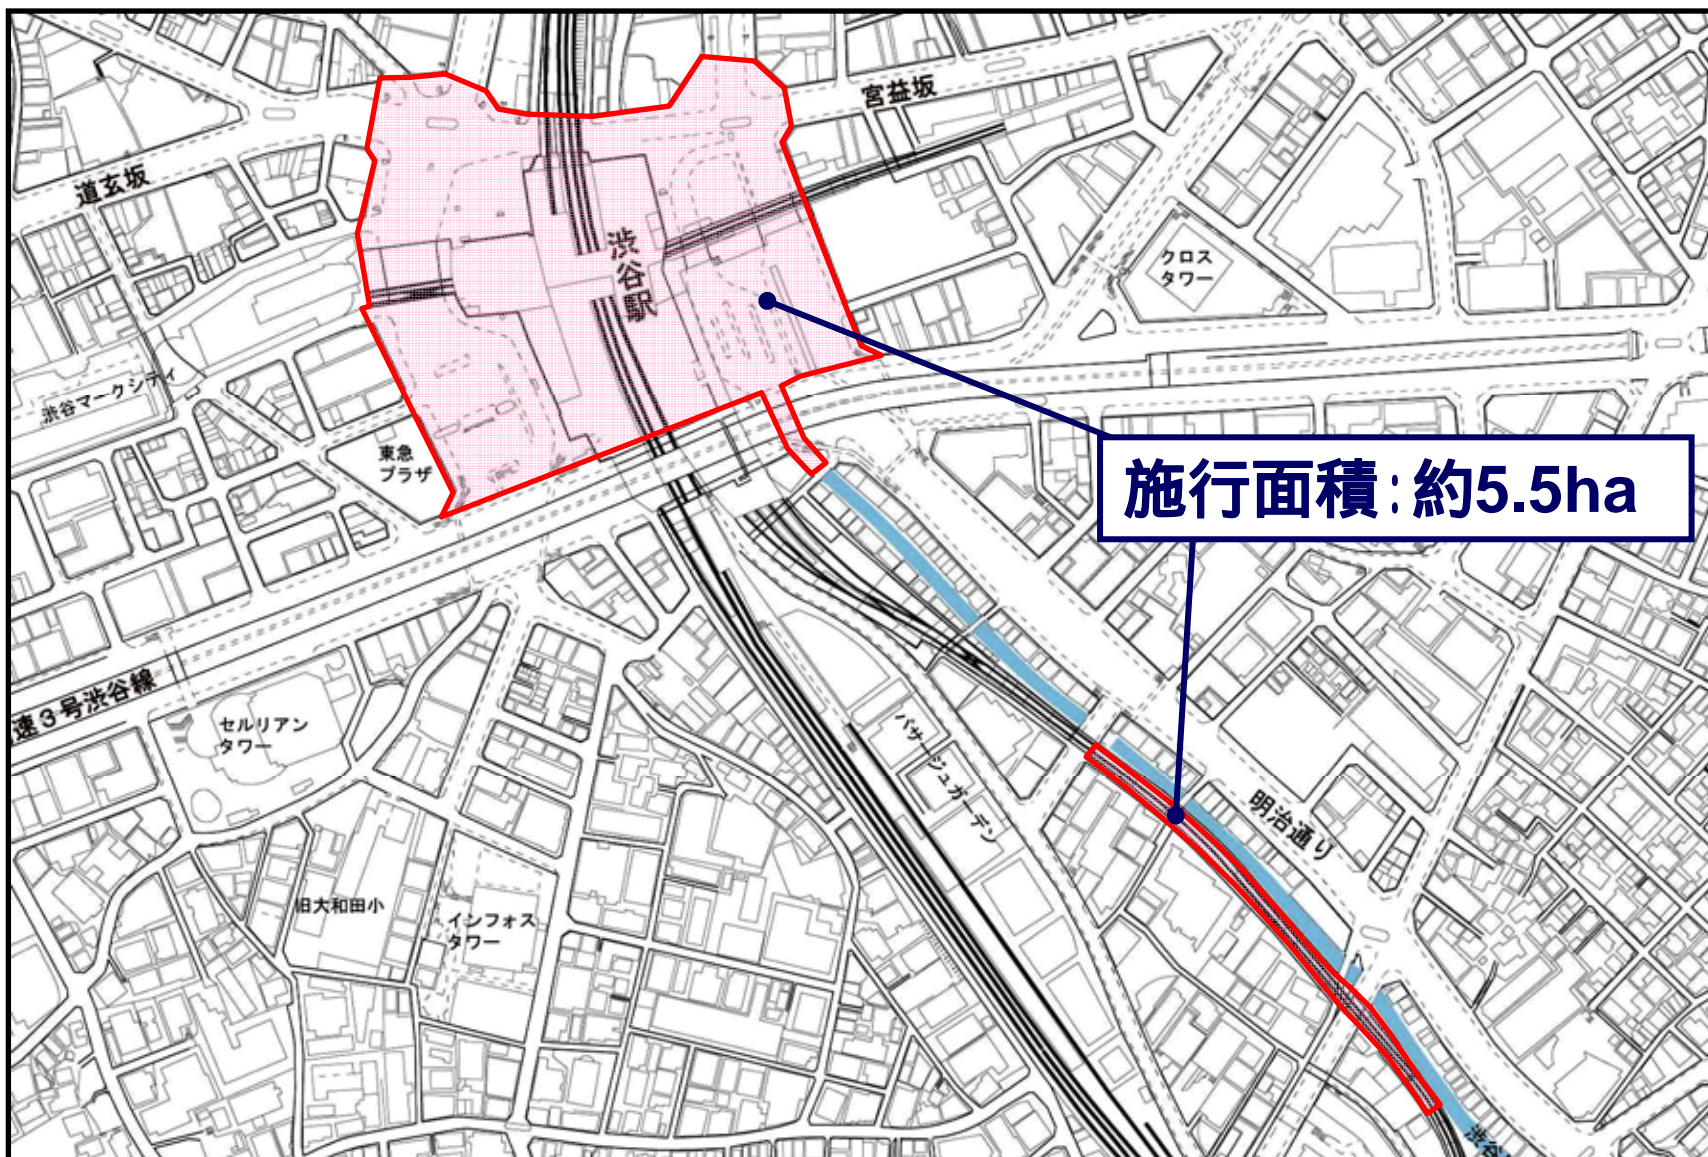 宮益坂
道玄坂
渋谷駅
クロス
タワー
渋谷マークシティ
東急
プラザ
施行面積：約5.5ha
速3号渋谷線
セルリアン
タワー
パサージュガーデン
明治通り
旧大和田小
インフォス
タワー
渋谷